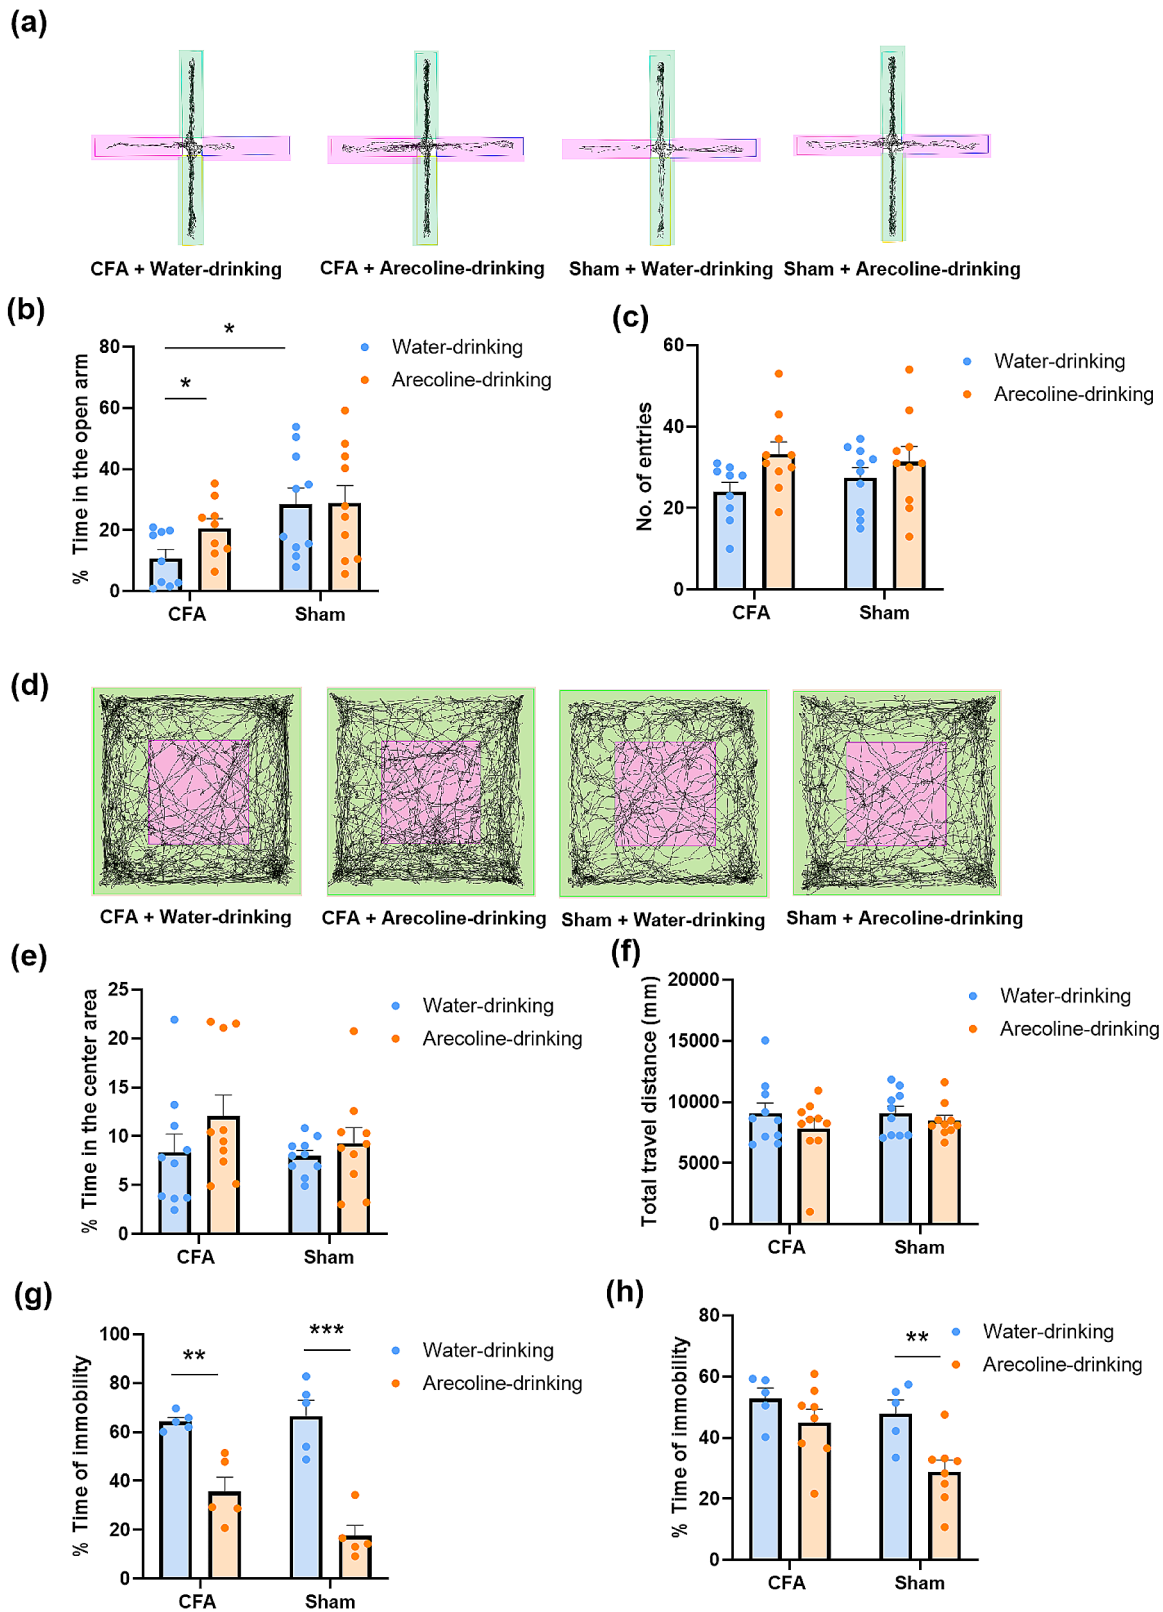 (a)
CFA + Water-drinking
CFA + Arecoline-drinking
Sham + Water-drinking
Sham + Arecoline-drinking
(b)
% Time in the open arm
80
60
40
20
0
*
*
CFA
Sham
Water-drinking
Arecoline-drinking
(c)
No. of entries
60
40
20
0
CFA
Sham
Water-drinking
Arecoline-drinking
(d)
CFA + Water-drinking
CFA + Arecoline-drinking
Sham + Water-drinking
Sham + Arecoline-drinking
(e)
% Time in the center area
25
20
15
10
5
0
CFA
Sham
Water-drinking
Arecoline-drinking
(f)
Total travel distance (mm)
20000
15000
10000
5000
0
CFA
Sham
Water-drinking
Arecoline-drinking
(g)
% Time of immobility
100
80
60
40
20
0
**
***
CFA
Sham
Water-drinking
Arecoline-drinking
(h)
% Time of immobility
80
60
40
20
0
**
CFA
Sham
Water-drinking
Arecoline-drinking